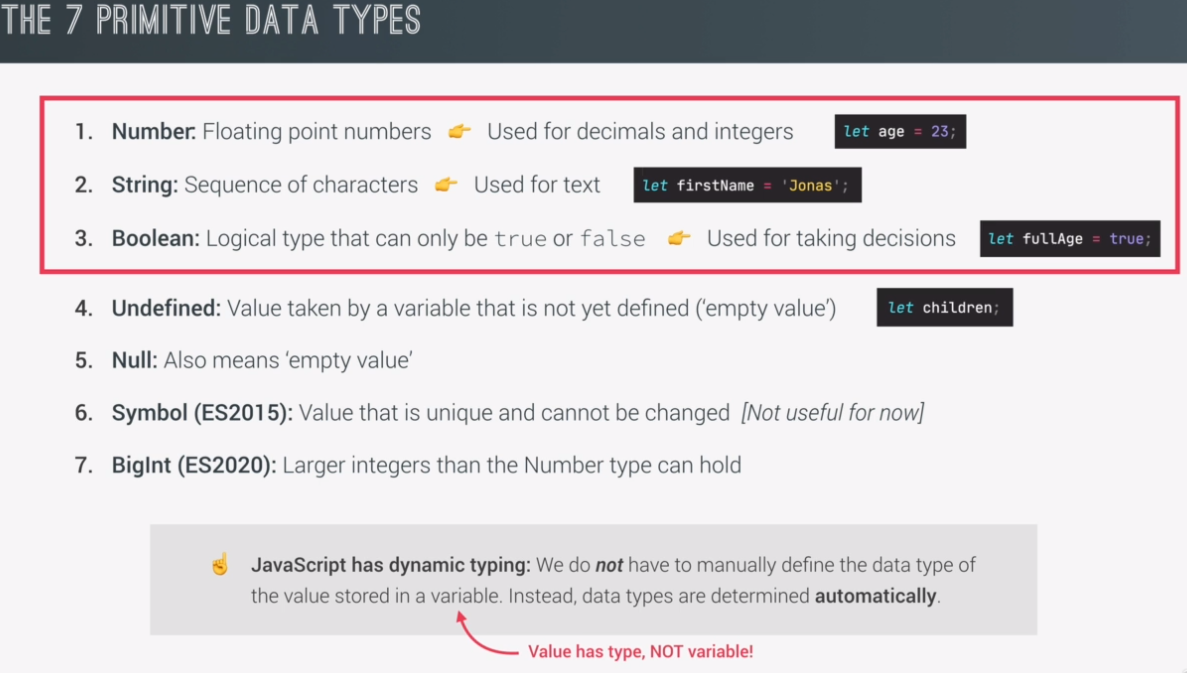 THE 7 PRIMITIVE DATA TYPES
1. Number: Floating point numbers 👉 Used for decimals and integers let age = 23;
2. String: Sequence of characters 👉 Used for text let firstName = 'Jonas';
3. Boolean: Logical type that can only be true or false 👉 Used for taking decisions let fullAge = true;
4. Undefined: Value taken by a variable that is not yet defined (‘empty value’) let children;
5. Null: Also means ‘empty value’
6. Symbol (ES2015): Value that is unique and cannot be changed [Not useful for now]
7. BigInt (ES2020): Larger integers than the Number type can hold
☝ JavaScript has dynamic typing: We do not have to manually define the data type of
the value stored in a variable. Instead, data types are determined automatically.
Value has type, NOT variable!